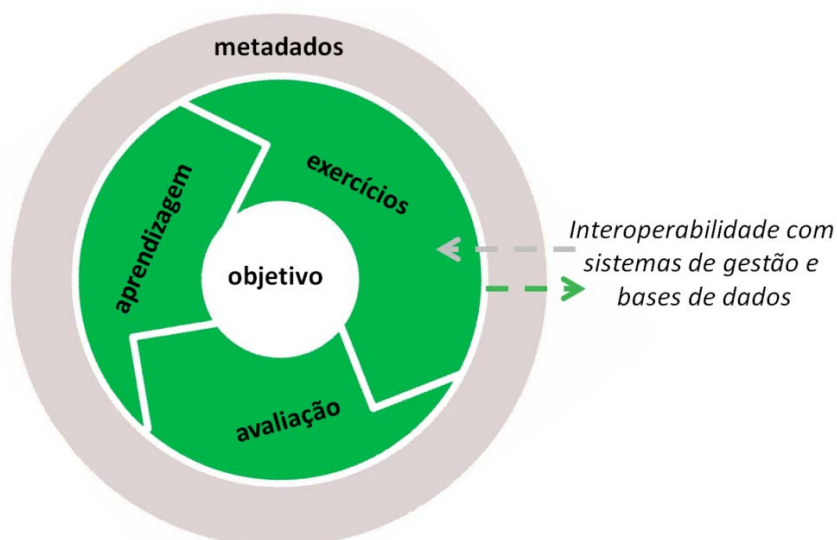 metadados
exercícios
aprendizagem
objetivo
avaliação
Interoperabilidade com
sistemas de gestão e
bases de dados